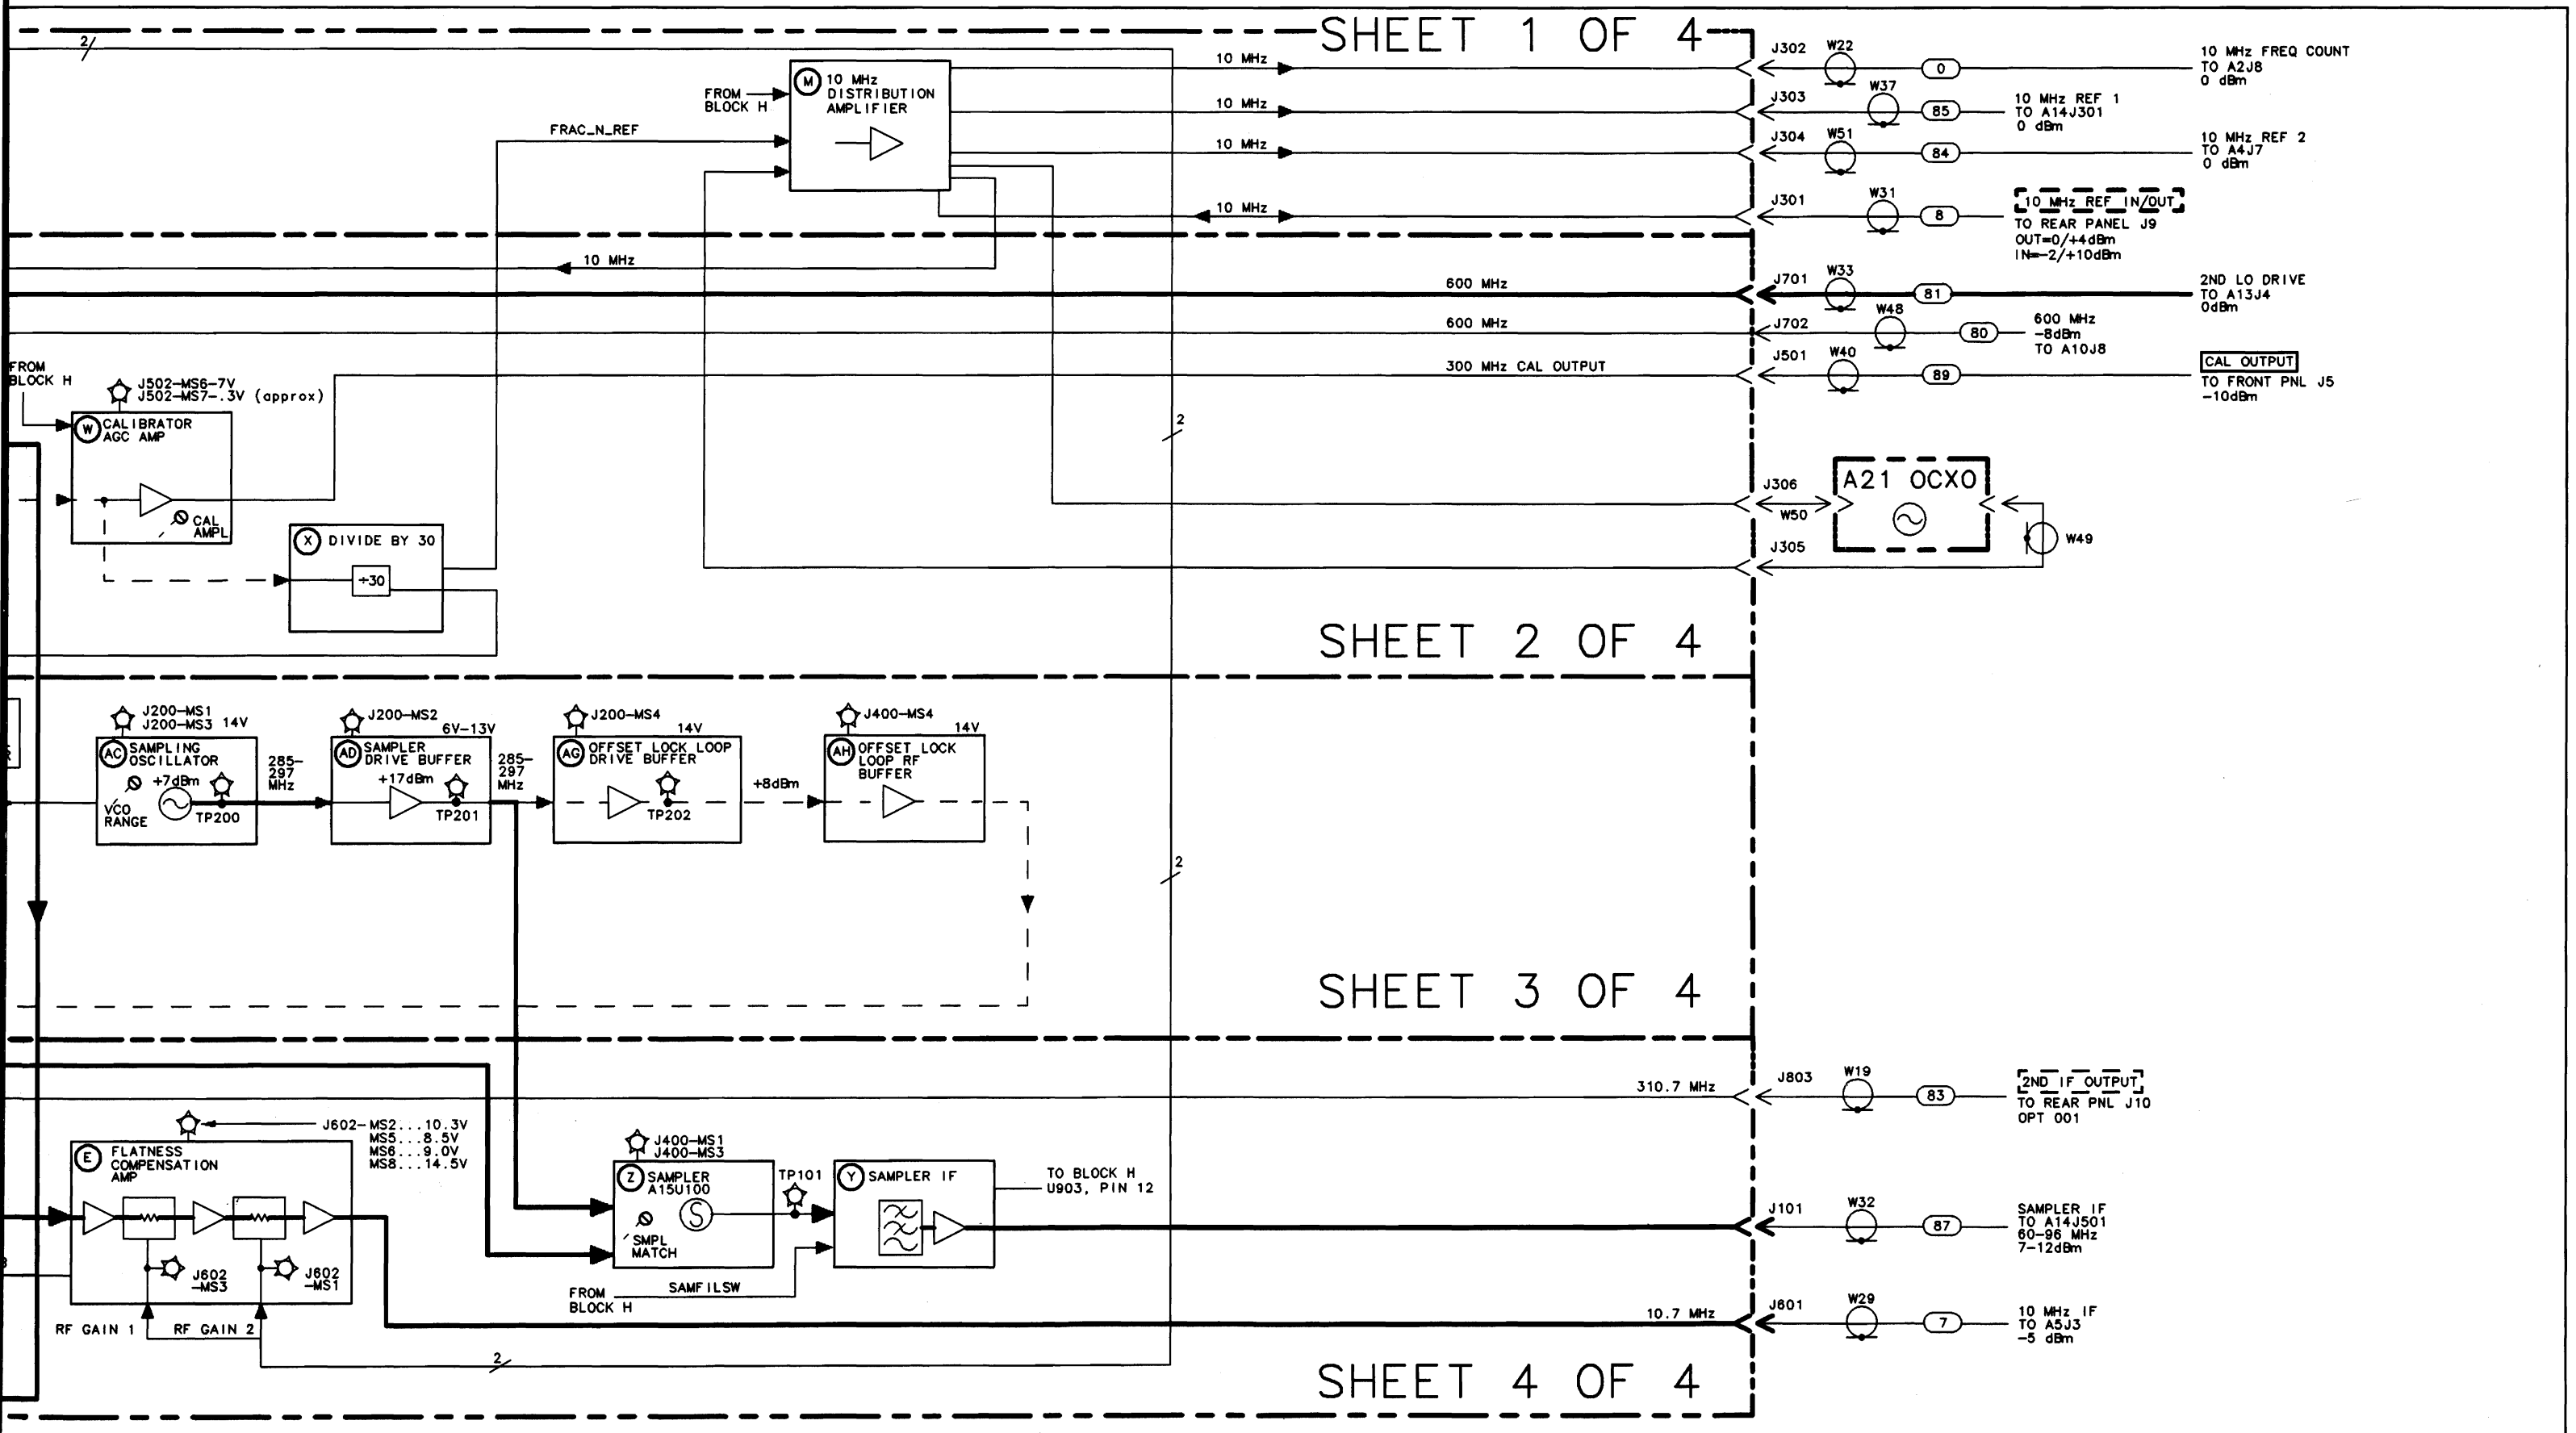 SHEET 1 OF 4
2
FROM
BLOCK H
M
10 MHz
DISTRIBUTION
AMPLIFIER
FRAC_N_REF
10 MHz
10 MHz
10 MHz
10 MHz
10 MHz
J302
W22
0
10 MHz FREQ COUNT
TO A2J8
0 dBm
J303
W37
85
10 MHz REF 1
TO A14J301
0 dBm
J304
W51
84
10 MHz REF 2
TO A4J7
0 dBm
J301
W31
8
10 MHz REF IN/OUT
TO REAR PANEL J9
OUT=0/+4dBm
IN=-2/+10dBm
600 MHz
J701
W33
81
2ND LO DRIVE
TO A13J4
0dBm
600 MHz
J702
W48
80
600 MHz
-8dBm
TO A10J8
300 MHz CAL OUTPUT
J501
W40
89
CAL OUTPUT
TO FRONT PNL J5
-10dBm
FROM
BLOCK H
J502-MS6-7V
J502-MS7-.3V (approx)
W
CALIBRATOR
AGC AMP
CAL
AMPL
2
X
DIVIDE BY 30
÷30
J306
W50
A21 OCXO
W49
J305
SHEET 2 OF 4
J200-MS1
J200-MS3 14V
AC
SAMPLING
OSCILLATOR
+7dBm
VCO
RANGE
TP200
285-
297
MHz
J200-MS2
6V-13V
AD
SAMPLER
DRIVE BUFFER
+17dBm
TP201
285-
297
MHz
J200-MS4
14V
AG
OFFSET LOCK LOOP
DRIVE BUFFER
TP202
+8dBm
J400-MS4
14V
AH
OFFSET LOCK
LOOP RF
BUFFER
2
SHEET 3 OF 4
310.7 MHz
J803
W19
83
2ND IF OUTPUT
TO REAR PNL J10
OPT 001
J602-MS2...10.3V
MS5...8.5V
MS6...9.0V
MS8...14.5V
E
FLATNESS
COMPENSATION
AMP
J602
-MS3
J602
-MS1
RF GAIN 1
RF GAIN 2
J400-MS1
J400-MS3
Z
SAMPLER
A15U100
SMPL
MATCH
TP101
Y
SAMPLER IF
TO BLOCK H
U903, PIN 12
FROM
BLOCK H
SAMFILSW
J101
W32
87
SAMPLER IF
TO A14J501
60-96 MHz
7-12dBm
10.7 MHz
J601
W29
7
10 MHz IF
TO A5J3
-5 dBm
2
SHEET 4 OF 4